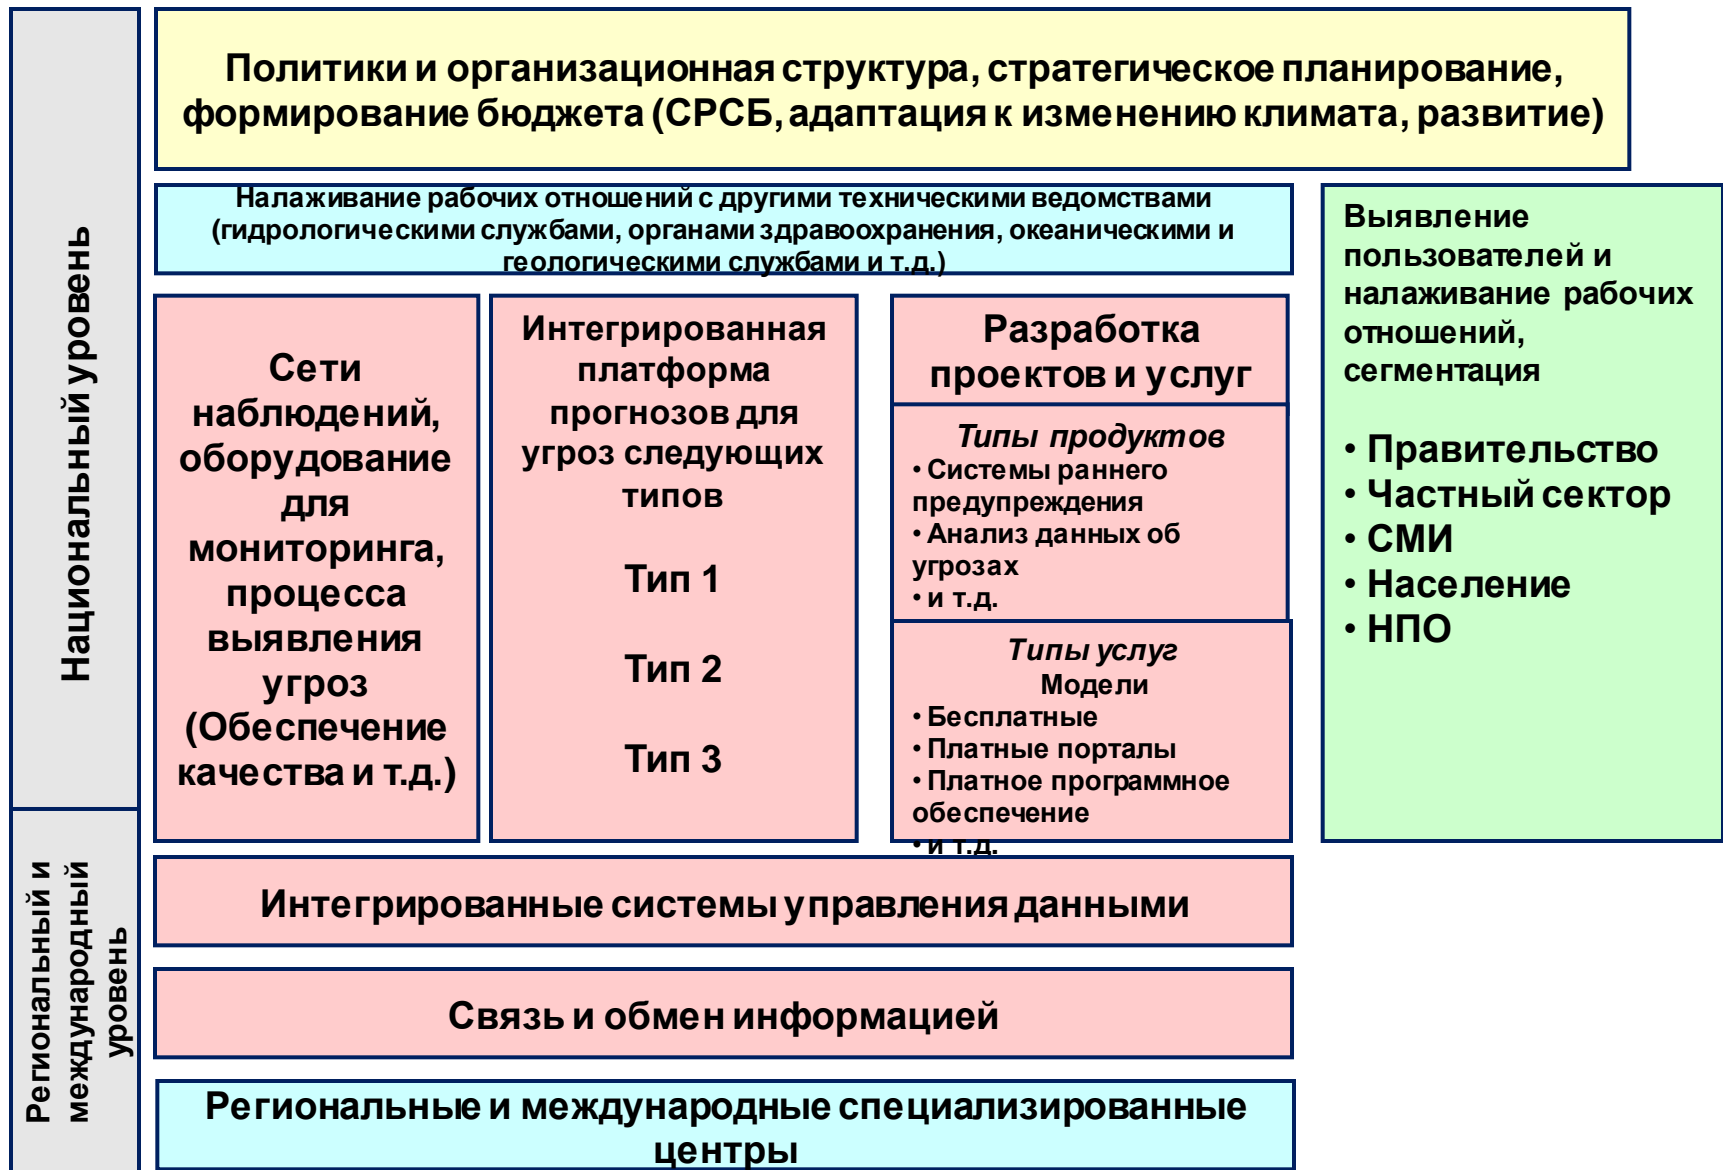 Национальный уровень
Региональный и
международный
уровень
Политики и организационная структура, стратегическое планирование,
формирование бюджета (СРСБ, адаптация к изменению климата, развитие)
Налаживание рабочих отношений с другими техническими ведомствами
(гидрологическими службами, органами здравоохранения, океаническими и
геологическими службами и т.д.)
Сети
наблюдений,
оборудование
для
мониторинга,
процесса
выявления
угроз
(Обеспечение
качества и т.д.)
Интегрированная
платформа
прогнозов для
угроз следующих
типов
Тип 1
Тип 2
Тип 3
Разработка
проектов и услуг
Типы продуктов
• Системы раннего
предупреждения
• Анализ данных об
угрозах
• и т.д.
Типы услуг
Модели
• Бесплатные
• Платные порталы
• Платное программное
обеспечение
• и т.д.
Выявление
пользователей и
налаживание рабочих
отношений,
сегментация
• Правительство
• Частный сектор
• СМИ
• Население
• НПО
Интегрированные системы управления данными
Связь и обмен информацией
Региональные и международные специализированные
центры